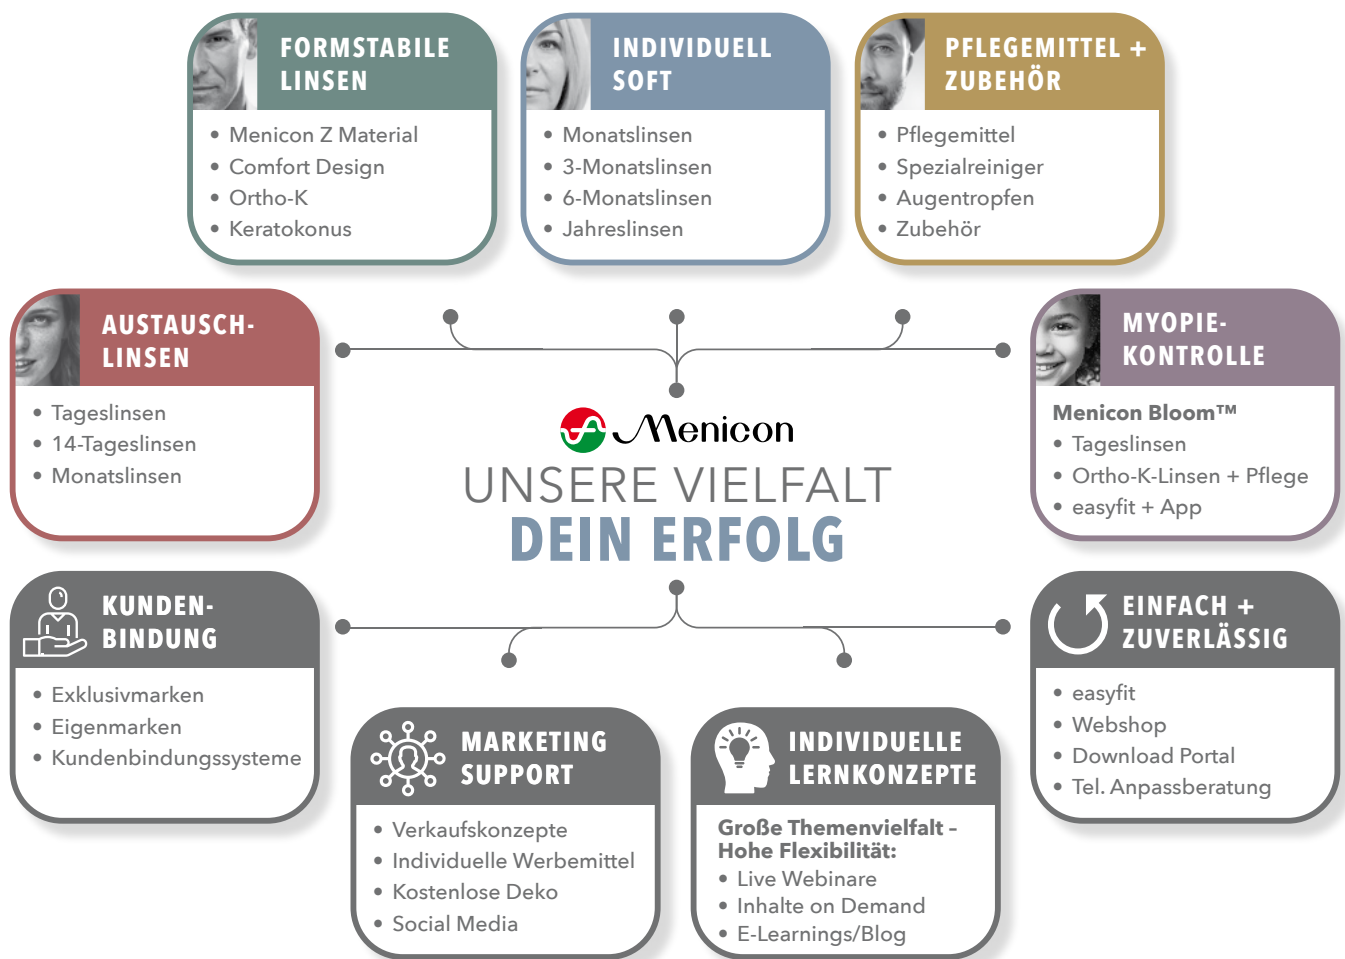 FORMSTABILE
LINSEN
• Menicon Z Material
• Comfort Design
• Ortho-K
• Keratokonus
INDIVIDUELL
SOFT
• Monatslinsen
• 3-Monatslinsen
• 6-Monatslinsen
• Jahreslinsen
PFLEGEMITTEL +
ZUBEHÖR
• Pflegemittel
• Spezialreiniger
• Augentropfen
• Zubehör
AUSTAUSCH-
LINSEN
• Tageslinsen
• 14-Tageslinsen
• Monatslinsen
MYOPIE-
KONTROLLE
Menicon Bloom™
• Tageslinsen
• Ortho-K-Linsen + Pflege
• easyfit + App
Menicon
UNSERE VIELFALT
DEIN ERFOLG
KUNDEN-
BINDUNG
• Exklusivmarken
• Eigenmarken
• Kundenbindungssysteme
MARKETING
SUPPORT
• Verkaufskonzepte
• Individuelle Werbemittel
• Kostenlose Deko
• Social Media
INDIVIDUELLE
LERNKONZEPTE
Große Themenvielfalt –
Hohe Flexibilität:
• Live Webinare
• Inhalte on Demand
• E-Learnings/Blog
EINFACH +
ZUVERLÄSSIG
• easyfit
• Webshop
• Download Portal
• Tel. Anpassberatung